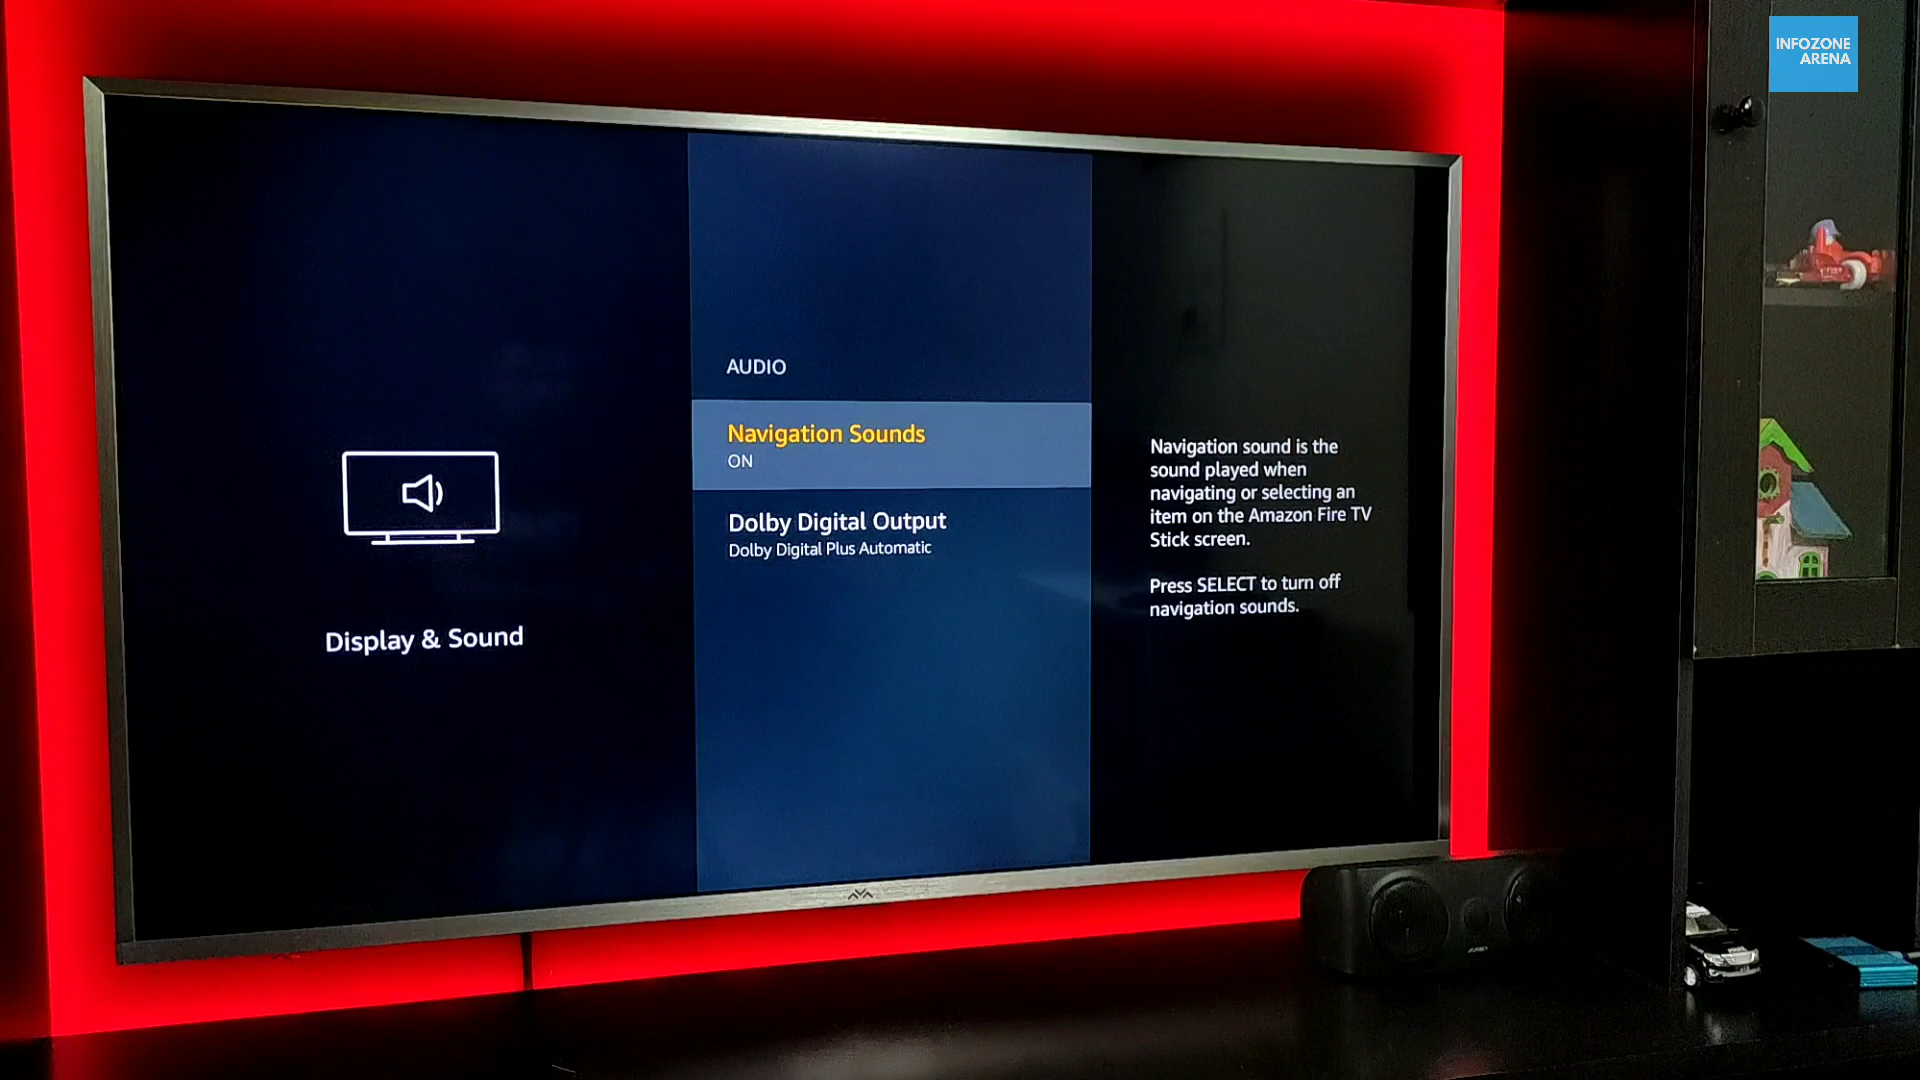 INFOZONE
ARENA
AUDIO
Navigation Sounds
ON
Dolby Digital Output
Dolby Digital Plus Automatic
Display & Sound
Navigation sound is the
sound played when
navigating or selecting an
item on the Amazon Fire TV
Stick screen.
Press SELECT to turn off
navigation sounds.